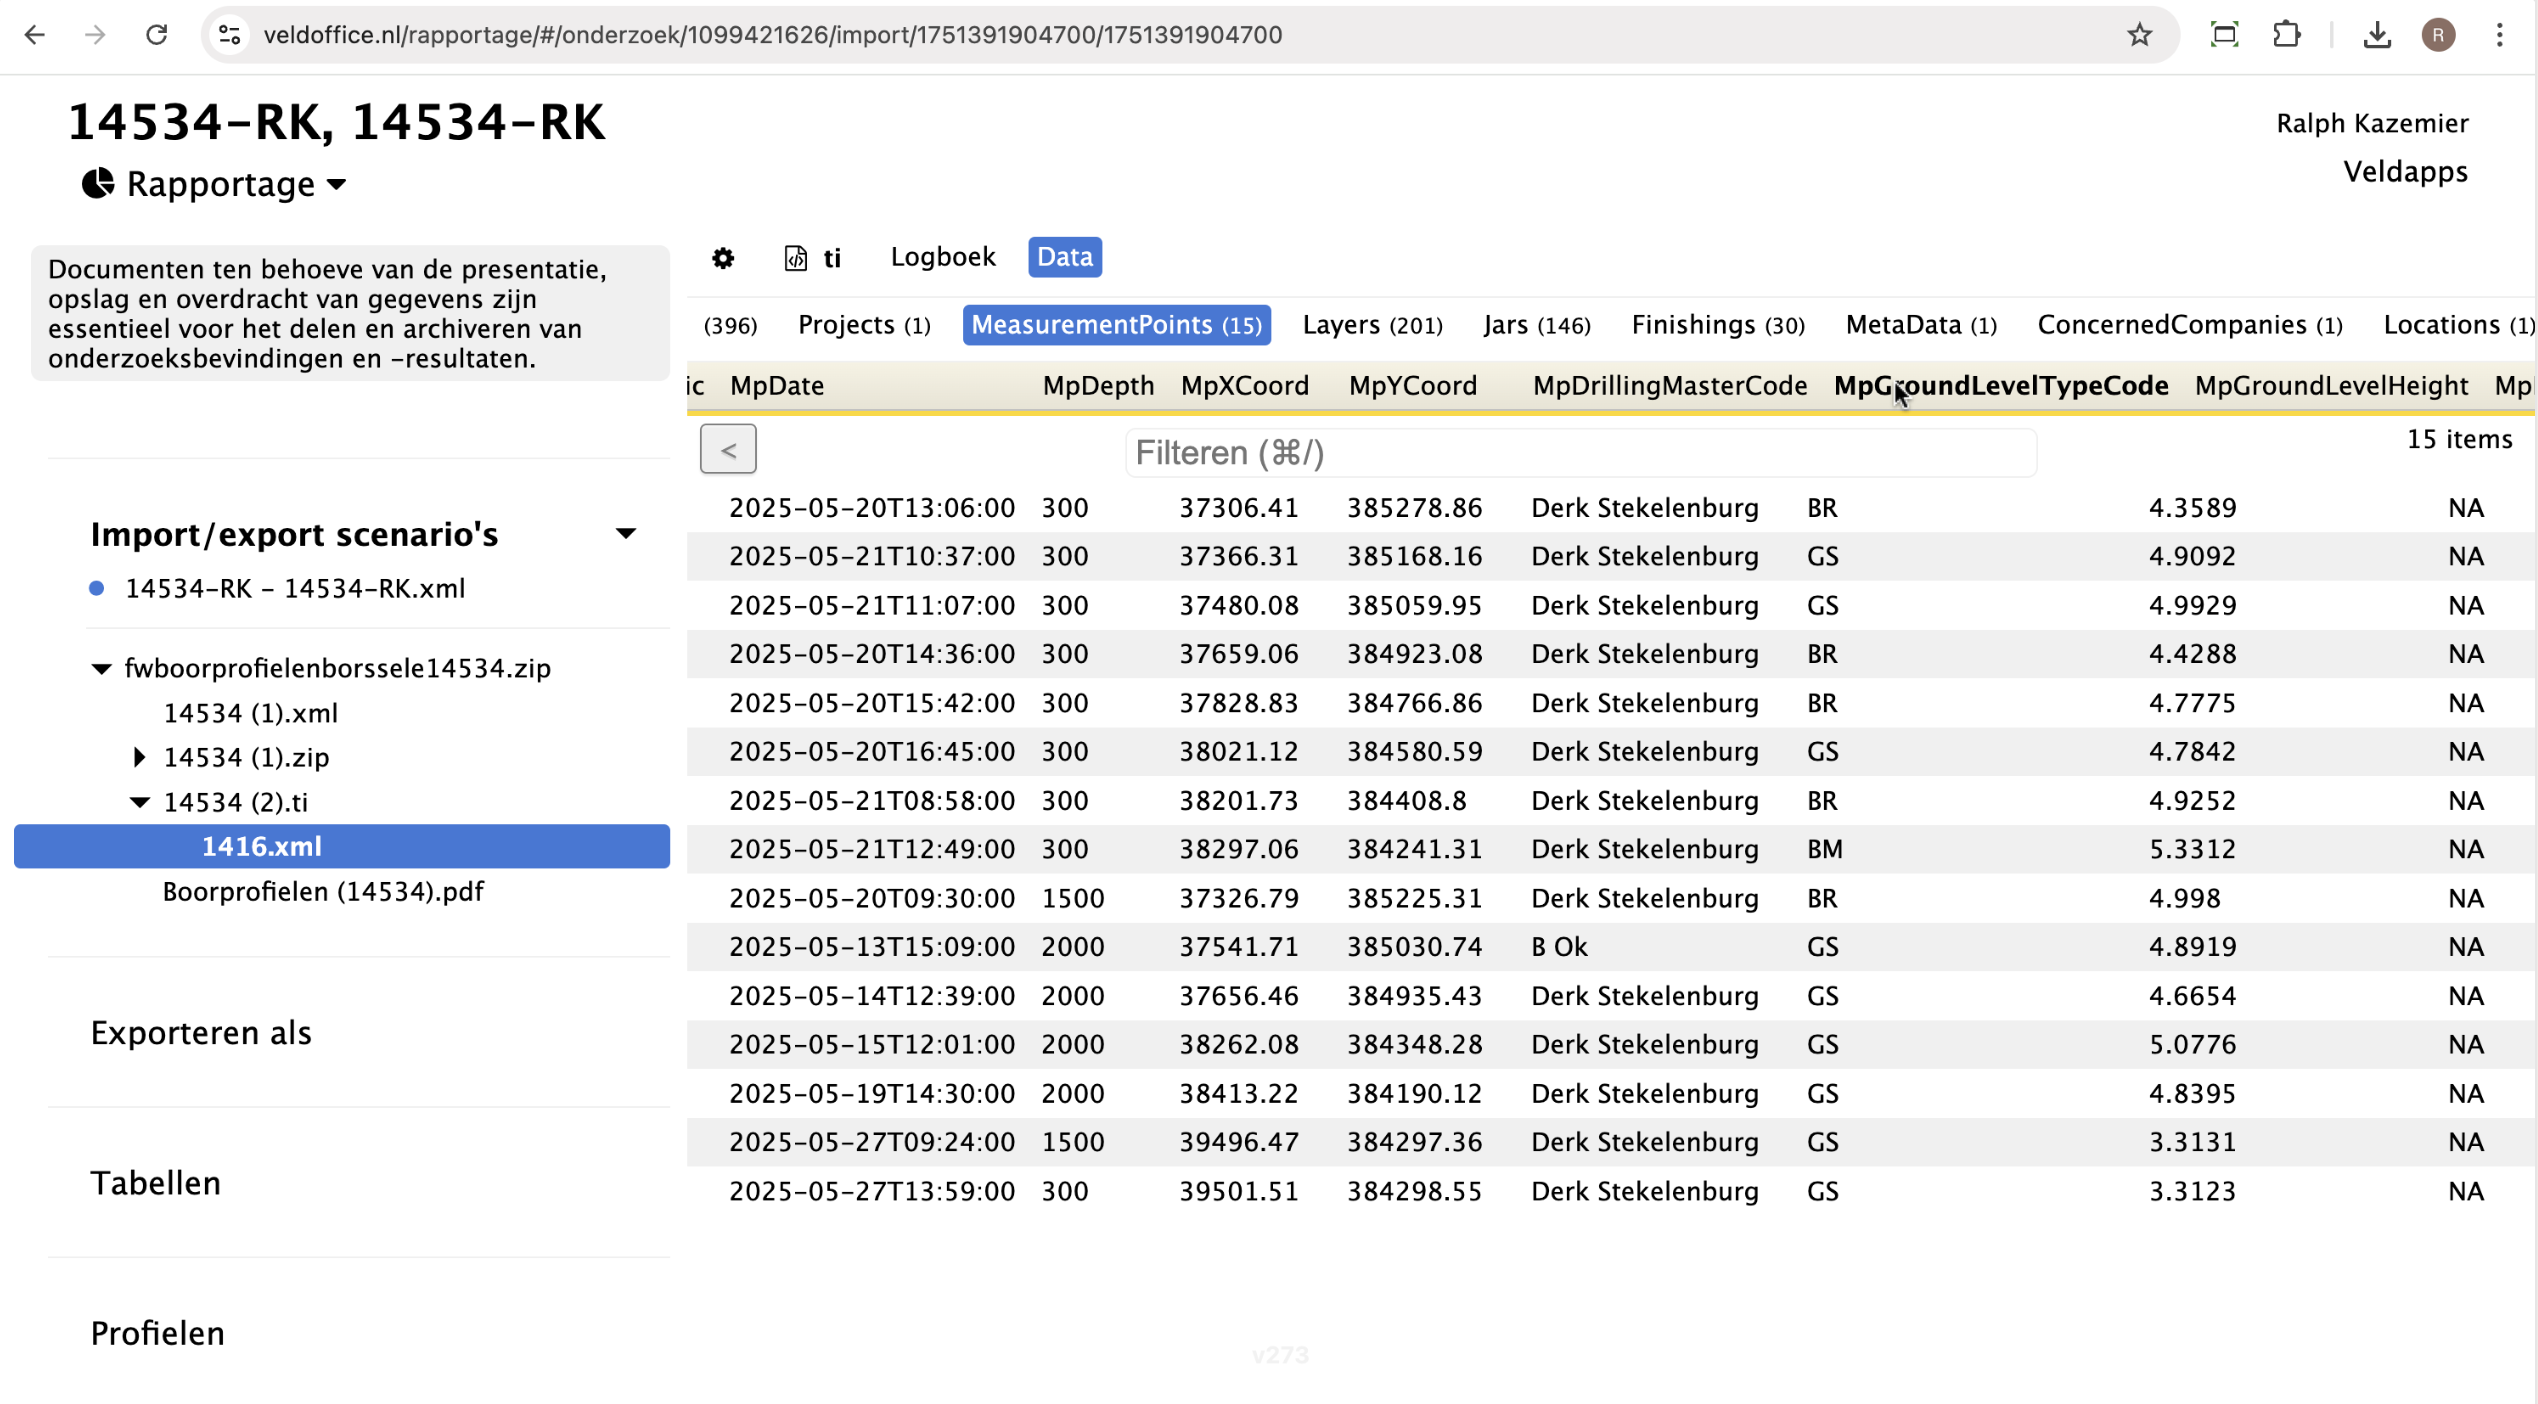 veldoffice.nl/rapportage/#/onderzoek/1099421626/import/1751391904700/1751391904700
R
14534-RK, 14534-RK
Ralph Kazemier
Rapportage
Veldapps
Documenten ten behoeve van de presentatie,
opslag en overdracht van gegevens zijn
essentieel voor het delen en archiveren van
onderzoeksbevindingen en -resultaten.
Import/export scenario's
14534-RK - 14534-RK.xml
fwboorprofielenborssele14534.zip
14534 (1).xml
14534 (1).zip
14534 (2).ti
1416.xml
Boorprofielen (14534).pdf
Exporteren als
Tabellen
Profielen
ti Logboek Data
(396) Projects (1) MeasurementPoints (15) Layers (201) Jars (146) Finishings (30) MetaData (1) ConcernedCompanies (1) Locations (1)
ic MpDate MpDepth MpXCoord MpYCoord MpDrillingMasterCode MpGroundLevelTypeCode MpGroundLevelHeight Mp
< Filteren (⌘/) 15 items
2025-05-20T13:06:00 300 37306.41 385278.86 Derk Stekelenburg BR 4.3589 NA
2025-05-21T10:37:00 300 37366.31 385168.16 Derk Stekelenburg GS 4.9092 NA
2025-05-21T11:07:00 300 37480.08 385059.95 Derk Stekelenburg GS 4.9929 NA
2025-05-20T14:36:00 300 37659.06 384923.08 Derk Stekelenburg BR 4.4288 NA
2025-05-20T15:42:00 300 37828.83 384766.86 Derk Stekelenburg BR 4.7775 NA
2025-05-20T16:45:00 300 38021.12 384580.59 Derk Stekelenburg GS 4.7842 NA
2025-05-21T08:58:00 300 38201.73 384408.8 Derk Stekelenburg BR 4.9252 NA
2025-05-21T12:49:00 300 38297.06 384241.31 Derk Stekelenburg BM 5.3312 NA
2025-05-20T09:30:00 1500 37326.79 385225.31 Derk Stekelenburg BR 4.998 NA
2025-05-13T15:09:00 2000 37541.71 385030.74 B Ok GS 4.8919 NA
2025-05-14T12:39:00 2000 37656.46 384935.43 Derk Stekelenburg GS 4.6654 NA
2025-05-15T12:01:00 2000 38262.08 384348.28 Derk Stekelenburg GS 5.0776 NA
2025-05-19T14:30:00 2000 38413.22 384190.12 Derk Stekelenburg GS 4.8395 NA
2025-05-27T09:24:00 1500 39496.47 384297.36 Derk Stekelenburg GS 3.3131 NA
2025-05-27T13:59:00 300 39501.51 384298.55 Derk Stekelenburg GS 3.3123 NA
v273